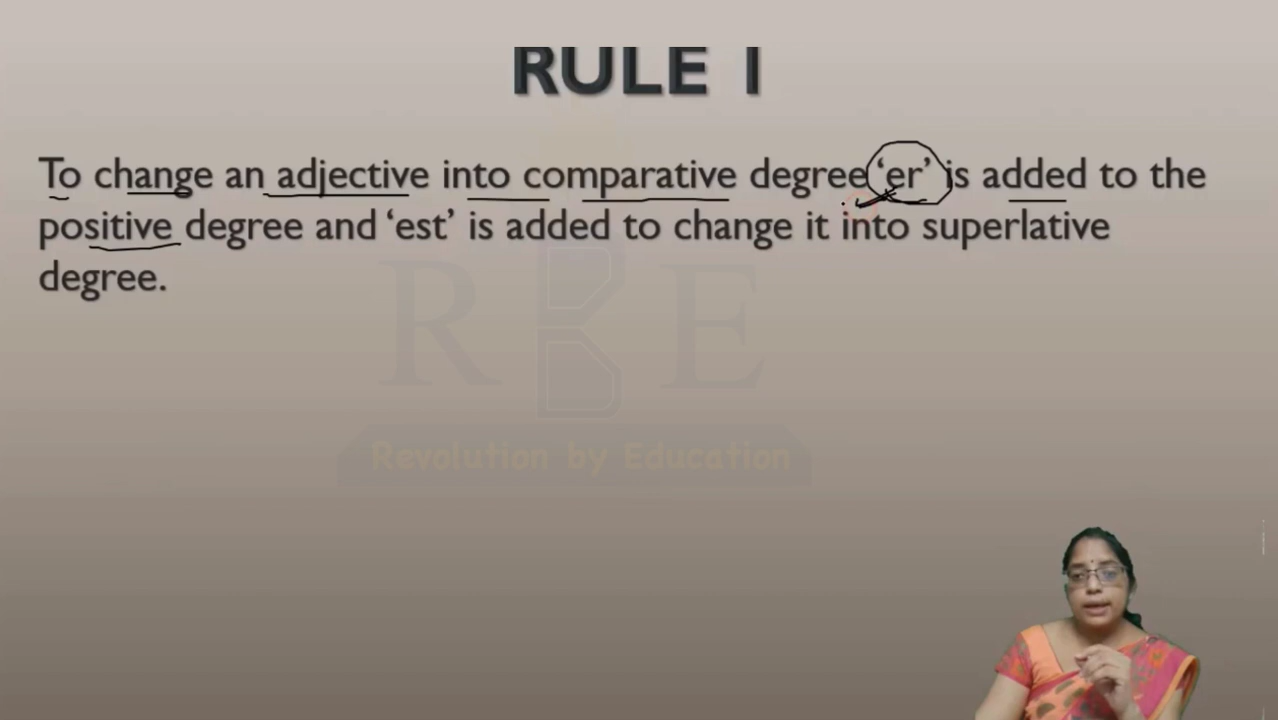 RULE 1
To change an adjective into comparative degree ‘er’ is added to the
positive degree and ‘est’ is added to change it into superlative
degree.
R B E
Revolution by Education